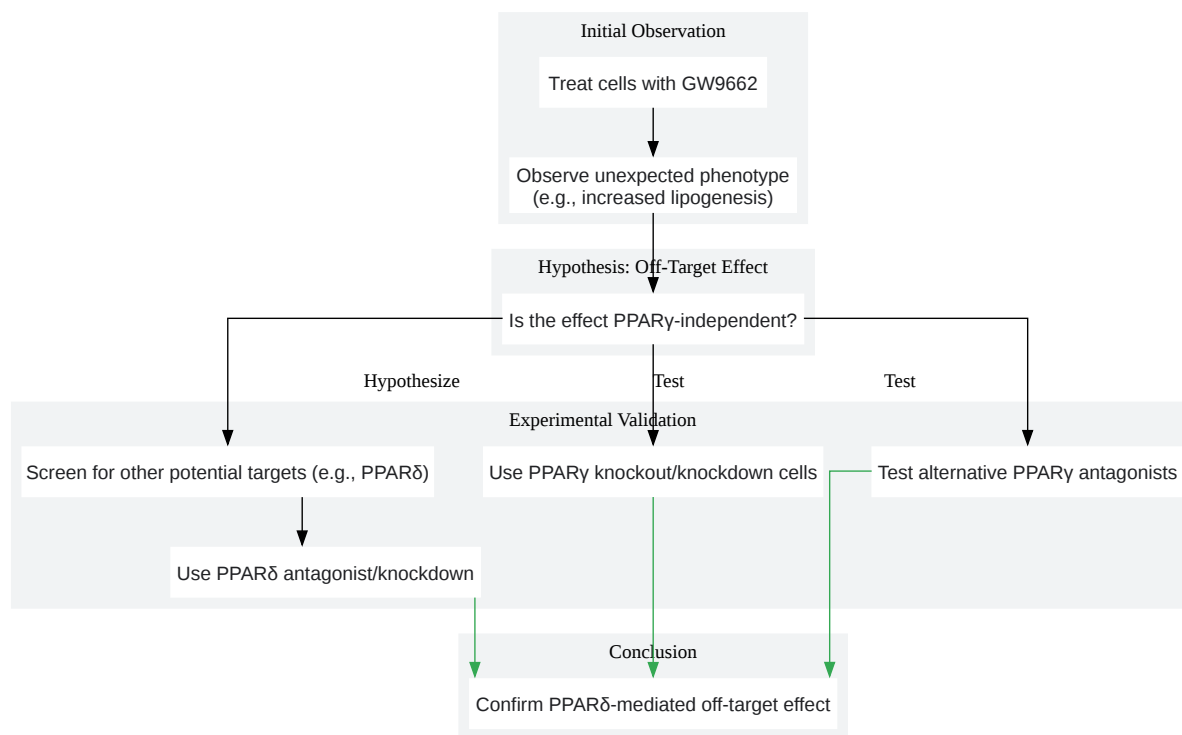 Initial Observation
Treat cells with GW9662
Observe unexpected phenotype
(e.g., increased lipogenesis)
Hypothesis: Off-Target Effect
Is the effect PPARγ-independent?
Hypothesize
Test
Test
Experimental Validation
Screen for other potential targets (e.g., PPARδ)
Use PPARγ knockout/knockdown cells
Test alternative PPARγ antagonists
Use PPARδ antagonist/knockdown
Conclusion
Confirm PPARδ-mediated off-target effect